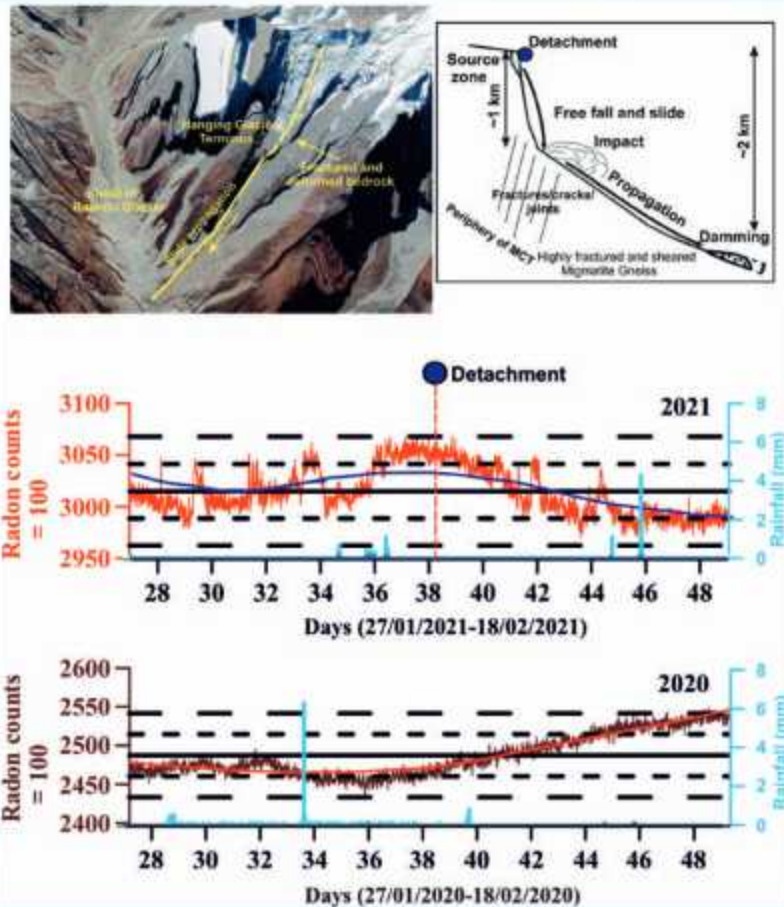 Hanging Glacier
Terminus
Fractured and
deformed bedrock
Detachment
Source
zone
~1 km
Free fall and slide
Impact
~2 km
Fractures/cracks/
joints
Propagation
Damming
Periphery of MCT
Highly fractured and sheared
Migmatite Gneiss
Detachment
2021
Radon counts
= 100
3100
3050
3000
2950
8
6
4
2
0
Rainfall (mm)
28 30 32 34 36 38 40 42 44 46 48
Days (27/01/2021-18/02/2021)
2020
Radon counts
= 100
2600
2550
2500
2450
2400
8
6
4
2
0
Rainfall (mm)
28 30 32 34 36 38 40 42 44 46 48
Days (27/01/2020-18/02/2020)